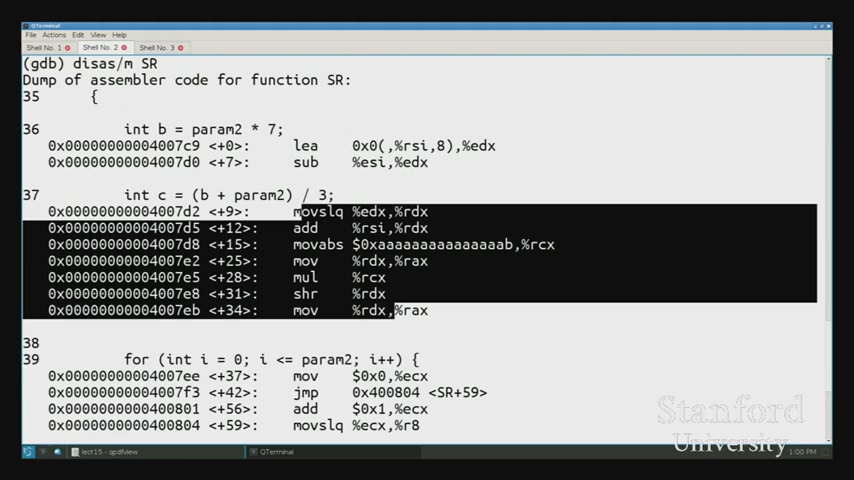 QTerminal
File Actions Edit View Help
Shell No. 1 Shell No. 2 Shell No. 3
(gdb) disas/m SR
Dump of assembler code for function SR:
35 {
36 int b = param2 * 7;
0x00000000004007c9 <+0>: lea 0x0(,%rsi,8),%edx
0x00000000004007d0 <+7>: sub %esi,%edx
37 int c = (b + param2) / 3;
0x00000000004007d2 <+9>: movslq %edx,%rdx
0x00000000004007d5 <+12>: add %rsi,%rdx
0x00000000004007d8 <+15>: movabs $0xaaaaaaaaaaaaaaab,%rcx
0x00000000004007e2 <+25>: mov %rdx,%rax
0x00000000004007e5 <+28>: mul %rcx
0x00000000004007e8 <+31>: shr %rdx
0x00000000004007eb <+34>: mov %rdx,%rax
38
39 for (int i = 0; i <= param2; i++) {
0x00000000004007ee <+37>: mov $0x0,%ecx
0x00000000004007f3 <+42>: jmp 0x400804 <SR+59>
0x0000000000400801 <+56>: add $0x1,%ecx
0x0000000000400804 <+59>: movslq %ecx,%r8
Stanford
University
lect15 - qpdfview QTerminal 1:00 PM